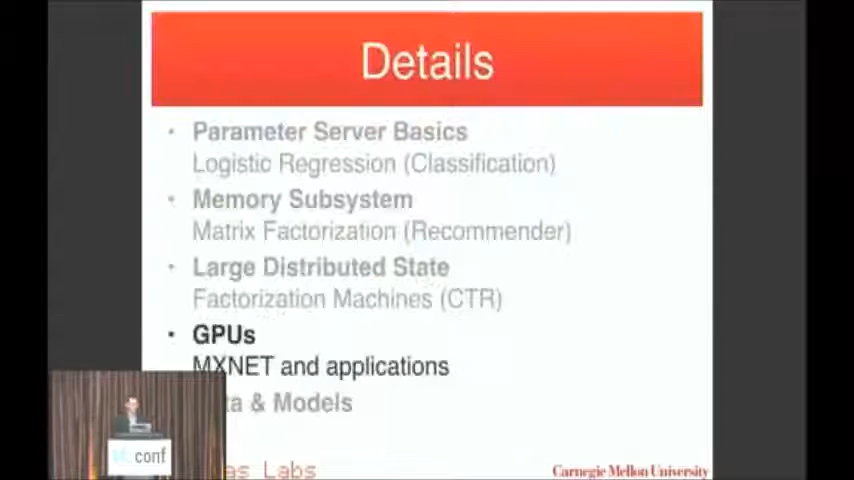 Details
• Parameter Server Basics
Logistic Regression (Classification)
• Memory Subsystem
Matrix Factorization (Recommender)
• Large Distributed State
Factorization Machines (CTR)
• GPUs
MXNET and applications
& Models
conf
Labs
Carnegie Mellon University